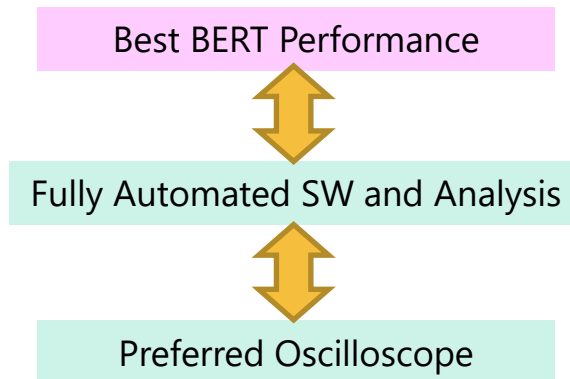 Best BERT Performance
Fully Automated SW and Analysis
Preferred Oscilloscope